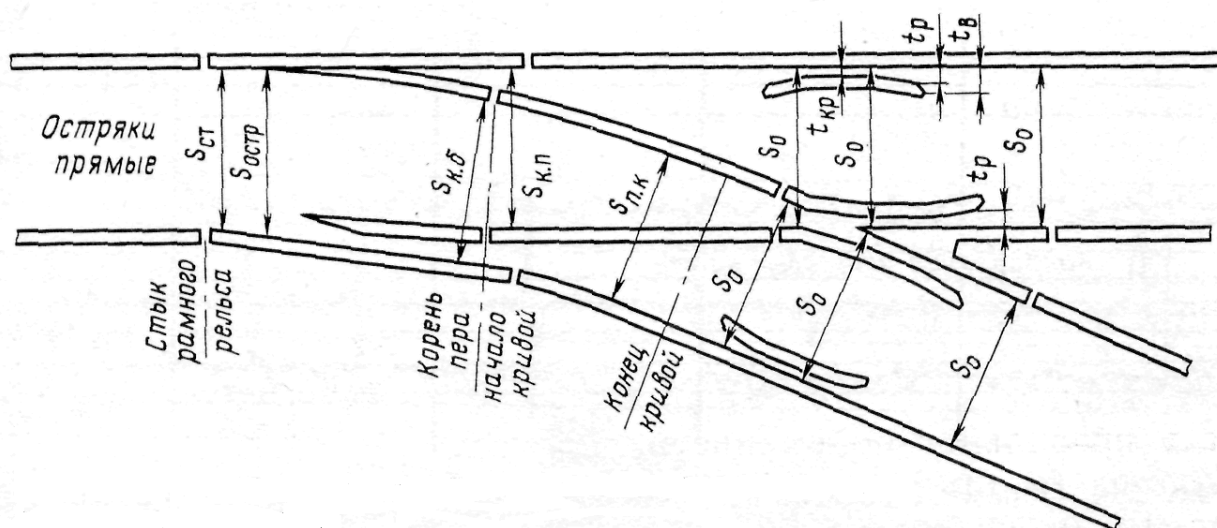 Остряки
прямые
Sст
Sостр
Sк.б
Sк.п
Sп.к
S0
tкр
S0
tр
tв
S0
tр
S0
S0
S0
Стык
рамного
рельса
Корень
пера
начало
кривой
Конец
кривой